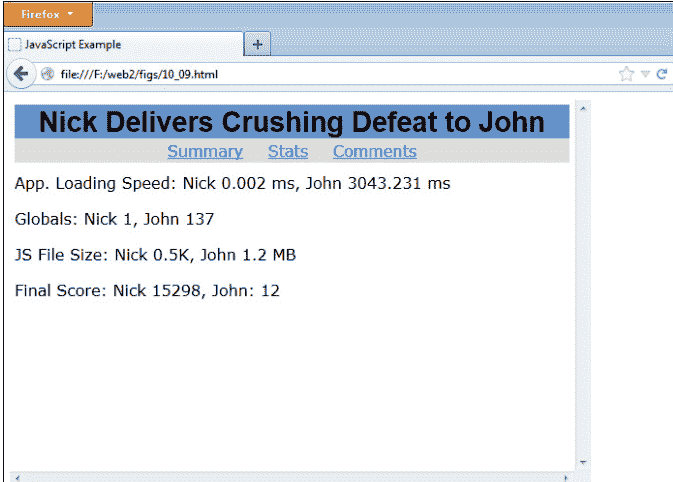 Firefox
JavaScript Example
file:///F:/web2/figs/10_09.html
Nick Delivers Crushing Defeat to John
Summary Stats Comments
App. Loading Speed: Nick 0.002 ms, John 3043.231 ms
Globals: Nick 1, John 137
JS File Size: Nick 0.5K, John 1.2 MB
Final Score: Nick 15298, John: 12